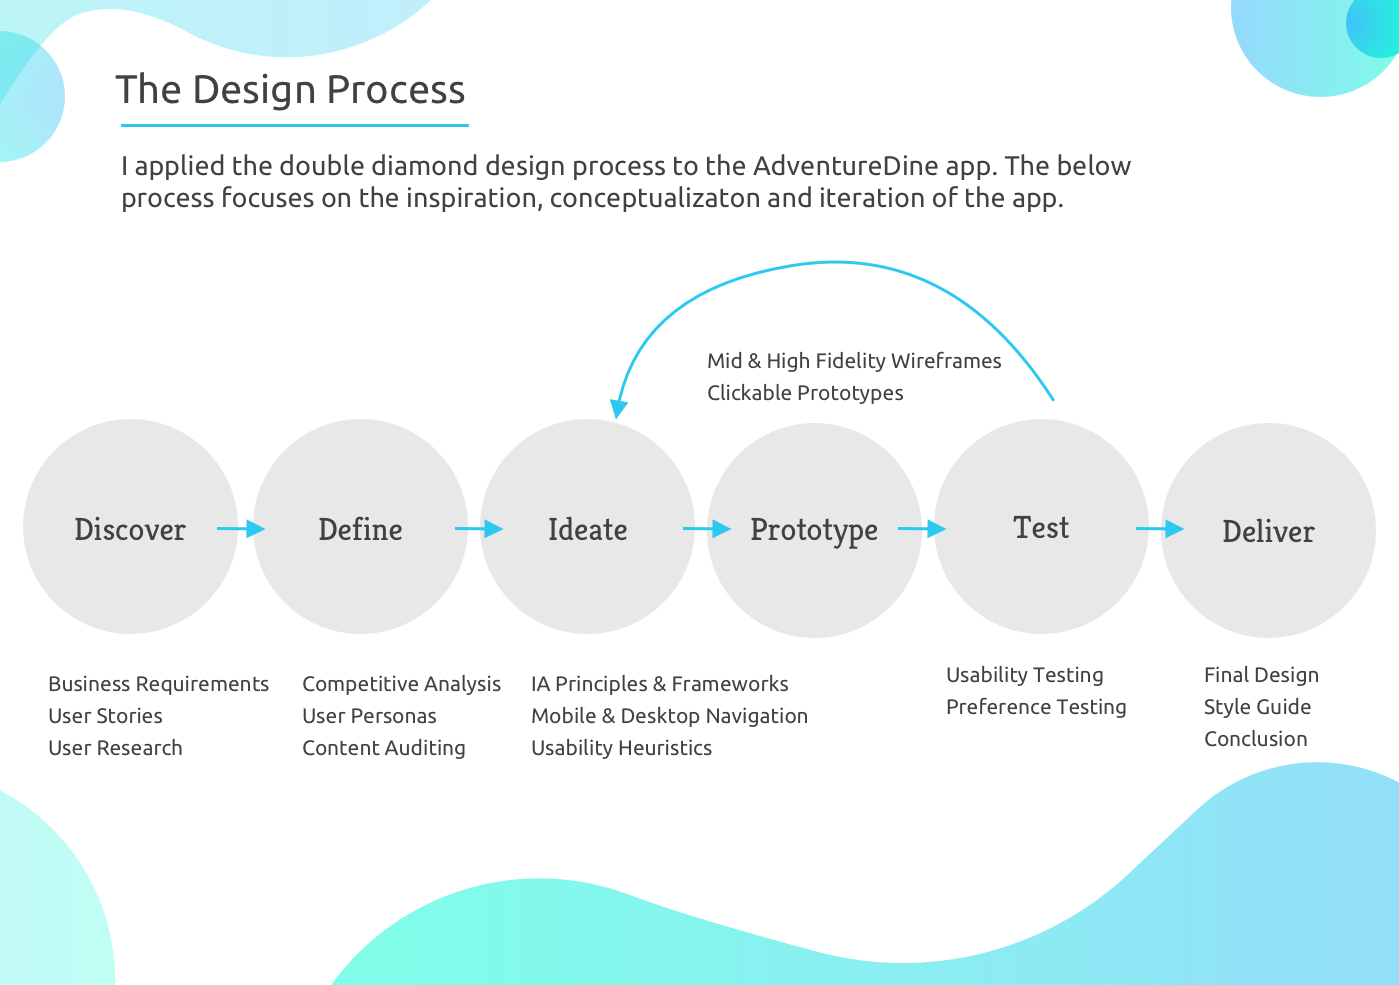 The Design Process
I applied the double diamond design process to the AdventureDine app. The below
process focuses on the inspiration, conceptualizaton and iteration of the app.
Mid & High Fidelity Wireframes
Clickable Prototypes
Discover
Define
Ideate
Prototype
Test
Deliver
Business Requirements
User Stories
User Research
Competitive Analysis
User Personas
Content Auditing
IA Principles & Frameworks
Mobile & Desktop Navigation
Usability Heuristics
Usability Testing
Preference Testing
Final Design
Style Guide
Conclusion